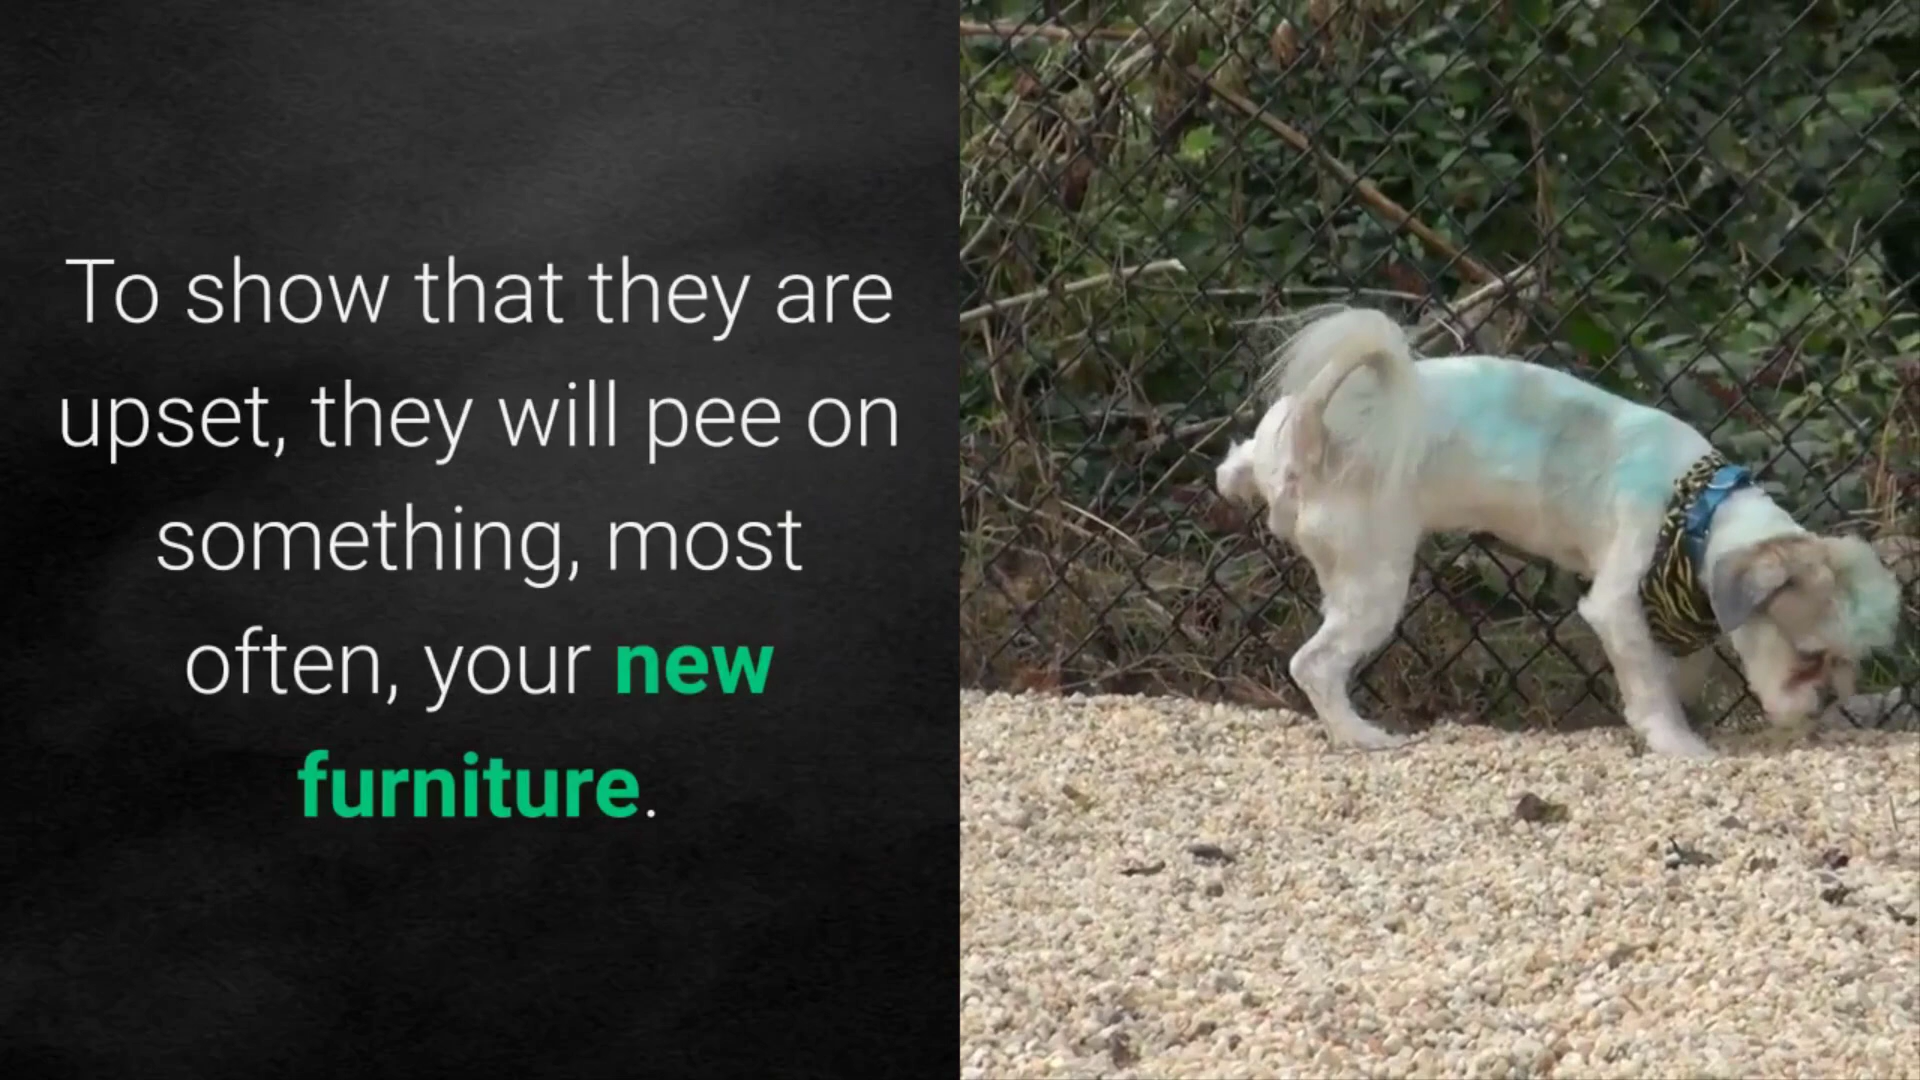 To show that they are
upset, they will pee on
something, most
often, your new
furniture.